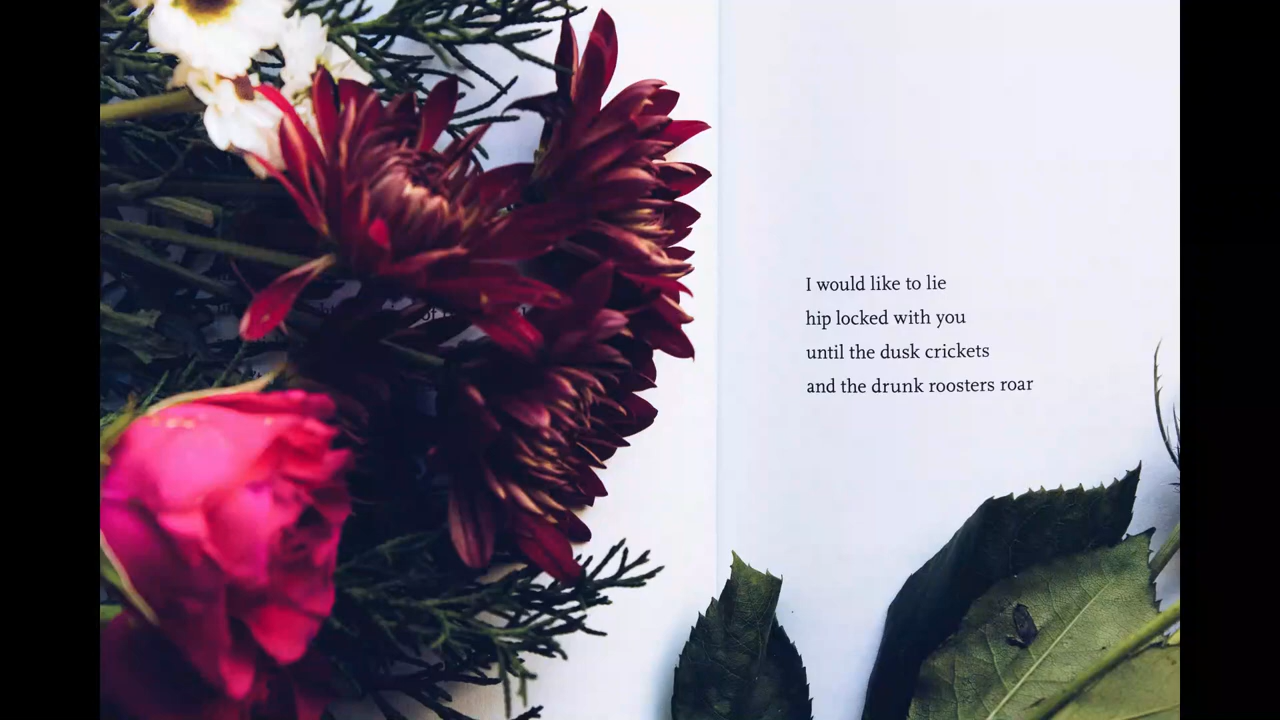 I would like to lie
hip locked with you
until the dusk crickets
and the drunk roosters roar